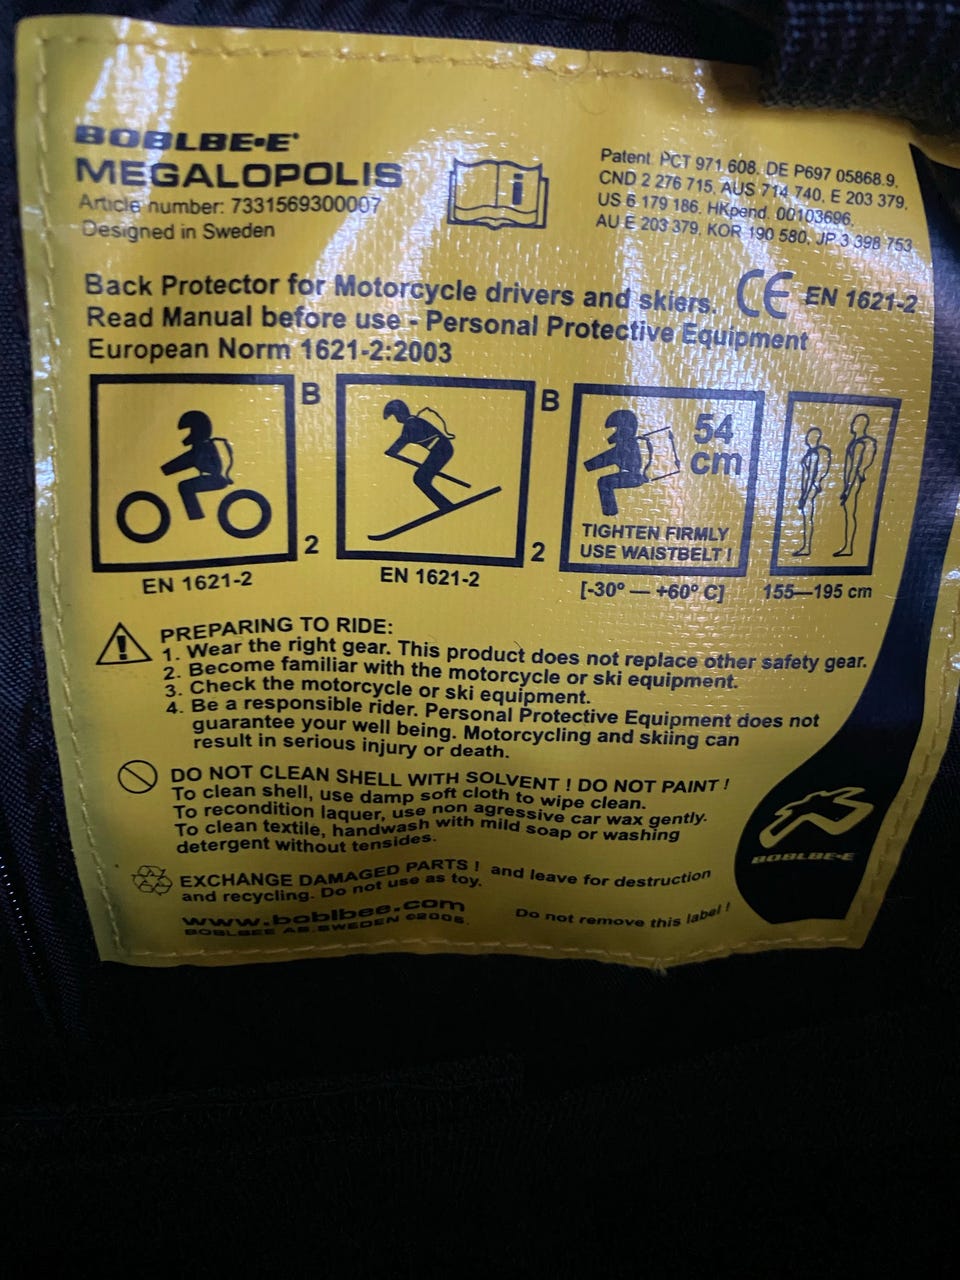 BOBLBE•E
MEGALOPOLIS
Article number: 7331569300007
Designed in Sweden
i
Patent. PCT 971.608, DE P697 05868.9,
CND 2 276 715, AUS 714 740, E 203 379,
US 6 179 186, HKpend. 00103696,
AU E 203 379, KOR 190 580, JP 3 398 753
Back Protector for Motorcycle drivers and skiers. CE EN 1621-2
Read Manual before use - Personal Protective Equipment
European Norm 1621-2:2003
B
2
EN 1621-2
B
2
EN 1621-2
54
cm
TIGHTEN FIRMLY
USE WAISTBELT !
[-30º — +60º C]
155—195 cm
PREPARING TO RIDE:
1. Wear the right gear. This product does not replace other safety gear.
2. Become familiar with the motorcycle or ski equipment.
3. Check the motorcycle or ski equipment.
4. Be a responsible rider. Personal Protective Equipment does not
guarantee your well being. Motorcycling and skiing can
result in serious injury or death.
DO NOT CLEAN SHELL WITH SOLVENT ! DO NOT PAINT !
To clean shell, use damp soft cloth to wipe clean.
To recondition laquer, use non agressive car wax gently.
To clean textile, handwash with mild soap or washing
detergent without tensides.
EXCHANGE DAMAGED PARTS ! and leave for destruction
and recycling. Do not use as toy.
www.boblbee.com
BOBLBEE AB.SWEDEN ©2005.
Do not remove this label !
BOBLBE•E